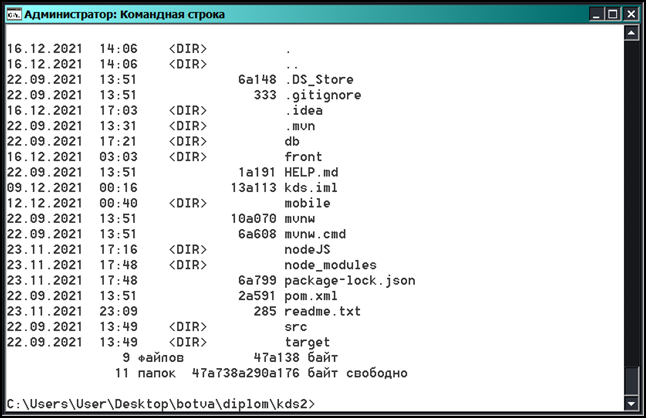 Администратор: Командная строка
16.12.2021 14:06 <DIR> .
16.12.2021 14:06 <DIR> ..
22.09.2021 13:51 6а148 .DS_Store
22.09.2021 13:51 333 .gitignore
16.12.2021 17:03 <DIR> .idea
22.09.2021 13:31 <DIR> .mvn
22.09.2021 17:21 <DIR> db
16.12.2021 03:03 <DIR> front
22.09.2021 13:51 1а191 HELP.md
09.12.2021 00:16 13а113 kds.iml
12.12.2021 00:40 <DIR> mobile
22.09.2021 13:51 10а070 mvnw
22.09.2021 13:51 6а608 mvnw.cmd
23.11.2021 17:16 <DIR> nodeJS
23.11.2021 17:48 <DIR> node_modules
23.11.2021 17:48 6а799 package-lock.json
22.09.2021 13:51 2а591 pom.xml
23.11.2021 23:09 285 readme.txt
22.09.2021 13:49 <DIR> src
22.09.2021 13:49 <DIR> target
9 файлов 47а138 байт
11 папок 47а738а290а176 байт свободно
C:\Users\User\Desktop\botva\diplom\kds2>